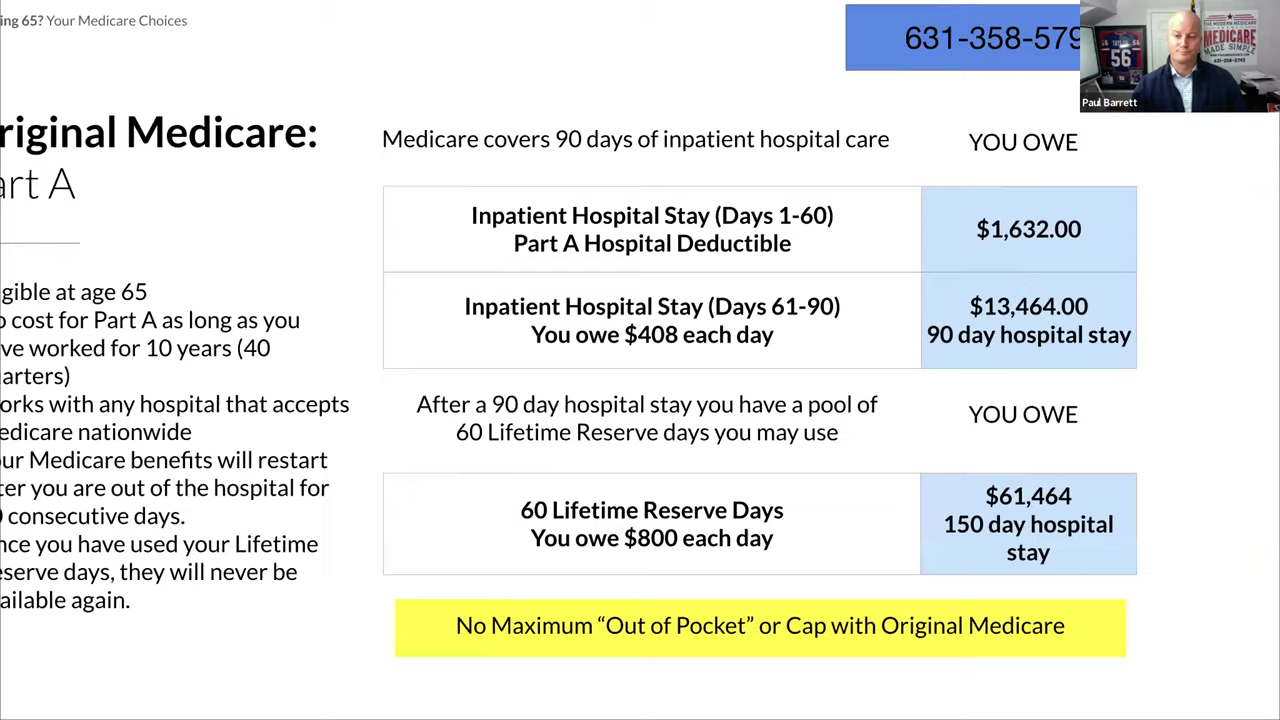 ing 65? Your Medicare Choices
631-358-579
MEDICARE
MADE SIMPLE
56
Paul Barrett
riginal Medicare:
art A
gible at age 65
o cost for Part A as long as you
ve worked for 10 years (40
arters)
orks with any hospital that accepts
edicare nationwide
ur Medicare benefits will restart
ter you are out of the hospital for
0 consecutive days.
nce you have used your Lifetime
eserve days, they will never be
ailable again.
Medicare covers 90 days of inpatient hospital care
YOU OWE
Inpatient Hospital Stay (Days 1-60)
Part A Hospital Deductible
$1,632.00
Inpatient Hospital Stay (Days 61-90)
You owe $408 each day
$13,464.00
90 day hospital stay
After a 90 day hospital stay you have a pool of
60 Lifetime Reserve days you may use
YOU OWE
60 Lifetime Reserve Days
You owe $800 each day
$61,464
150 day hospital
stay
No Maximum “Out of Pocket” or Cap with Original Medicare